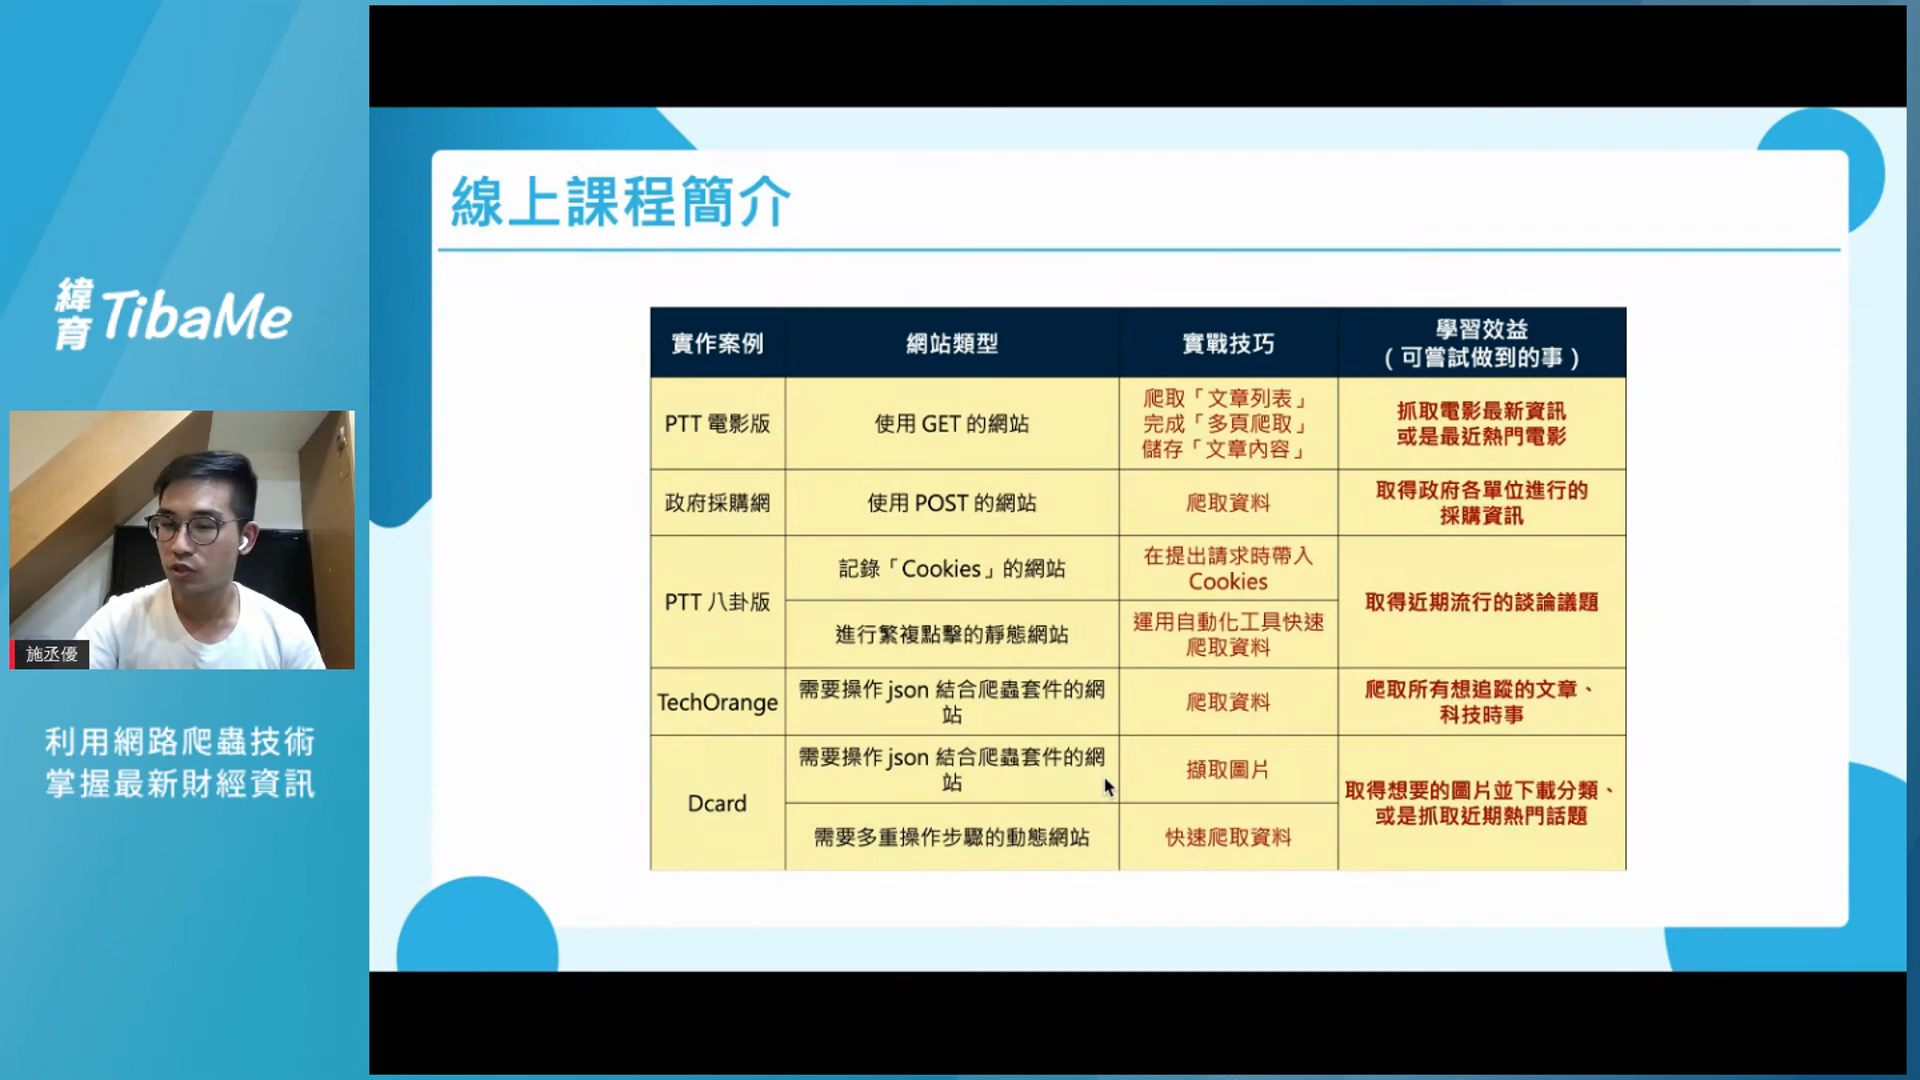 緯育 TibaMe
施丞優
利用網路爬蟲技術
掌握最新財經資訊
線上課程簡介
實作案例
網站類型
實戰技巧
學習效益
(可嘗試做到的事)
PTT 電影版
使用 GET 的網站
爬取「文章列表」
完成「多頁爬取」
儲存「文章內容」
抓取電影最新資訊
或是最近熱門電影
政府採購網
使用 POST 的網站
爬取資料
取得政府各單位進行的
採購資訊
PTT 八卦版
記錄「Cookies」的網站
在提出請求時帶入
Cookies
進行繁複點擊的靜態網站
運用自動化工具快速
爬取資料
取得近期流行的談論議題
TechOrange
需要操作 json 結合爬蟲套件的網
站
爬取資料
爬取所有想追蹤的文章、
科技時事
Dcard
需要操作 json 結合爬蟲套件的網
站
擷取圖片
需要多重操作步驟的動態網站
快速爬取資料
取得想要的圖片並下載分類、
或是抓取近期熱門話題